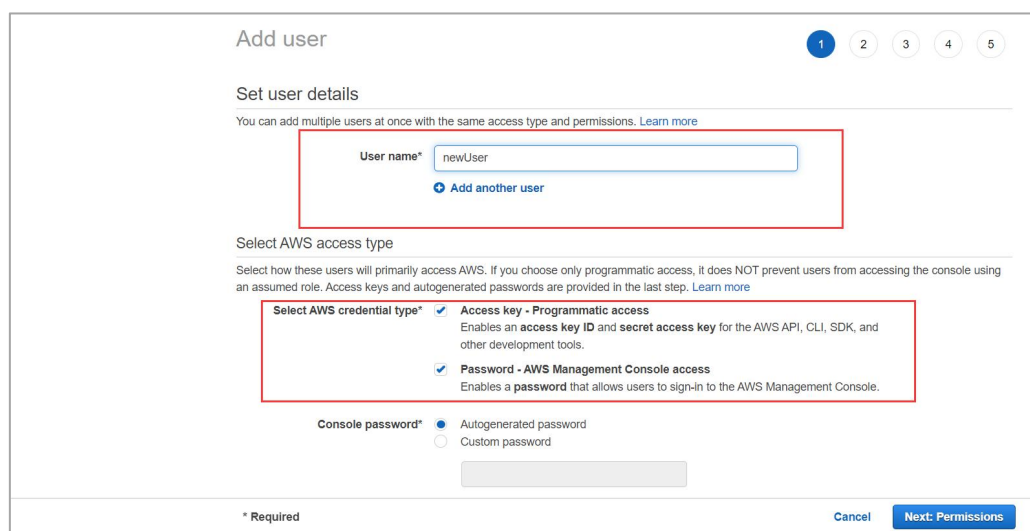 Add user
1 2 3 4 5
Set user details
You can add multiple users at once with the same access type and permissions. Learn more
User name* newUser
Add another user
Select AWS access type
Select how these users will primarily access AWS. If you choose only programmatic access, it does NOT prevent users from accessing the console using
an assumed role. Access keys and autogenerated passwords are provided in the last step. Learn more
Select AWS credential type* Access key - Programmatic access
Enables an access key ID and secret access key for the AWS API, CLI, SDK, and
other development tools.
Password - AWS Management Console access
Enables a password that allows users to sign-in to the AWS Management Console.
Console password* Autogenerated password
Custom password
* Required Cancel Next: Permissions